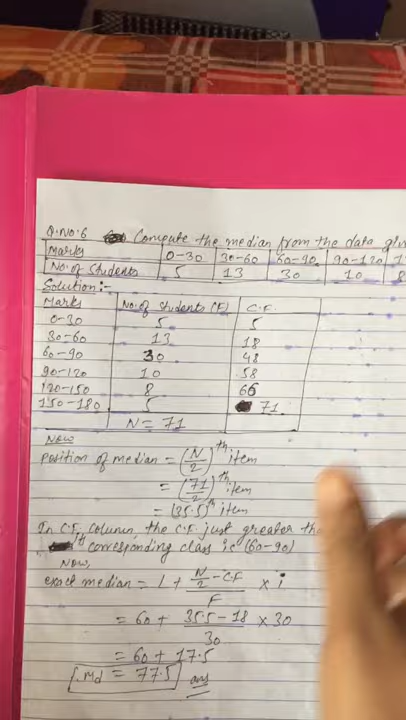 Q.No.6 Compute the median from the data
Marks 0-30 30-60 60-90 90-120
No. of Students 5 13 30 10 8
Solution:-
Marks No. of Students (F) C.F.
0-30 5 5
30-60 13 18
60-90 30 48
90-120 10 58
120-150 8 66
150-180 5 71
N = 71
Now
position of median = (N/2)th item
= (71/2)th item
= (35.5)th item
In C.F. column, the C.F. just greater
corresponding class is (60-90)
Now,
exact median = L + (N/2 - C.F)/F × i
= 60 + (35.5 - 18)/30 × 30
= 60 + 17.5
∴ Md = 77.5 ans